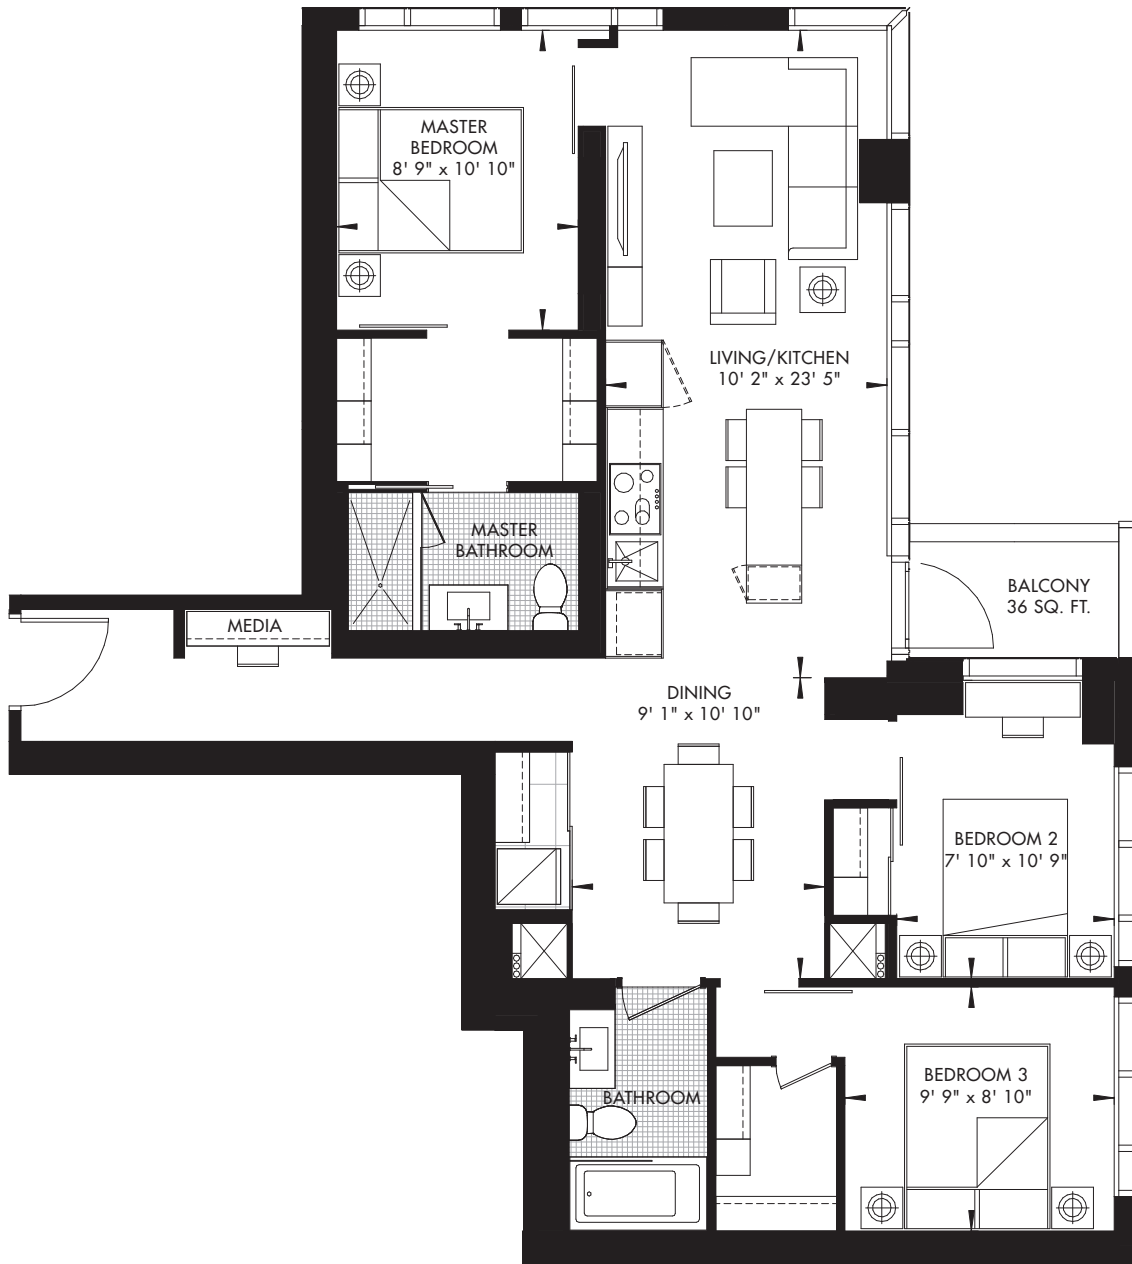 MASTER
BEDROOM
8' 9" x 10' 10"
LIVING/KITCHEN
10' 2" x 23' 5"
MASTER
BATHROOM
BALCONY
36 SQ. FT.
MEDIA
DINING
9' 1" x 10' 10"
BEDROOM 2
7' 10" x 10' 9"
BEDROOM 3
9' 9" x 8' 10"
BATHROOM